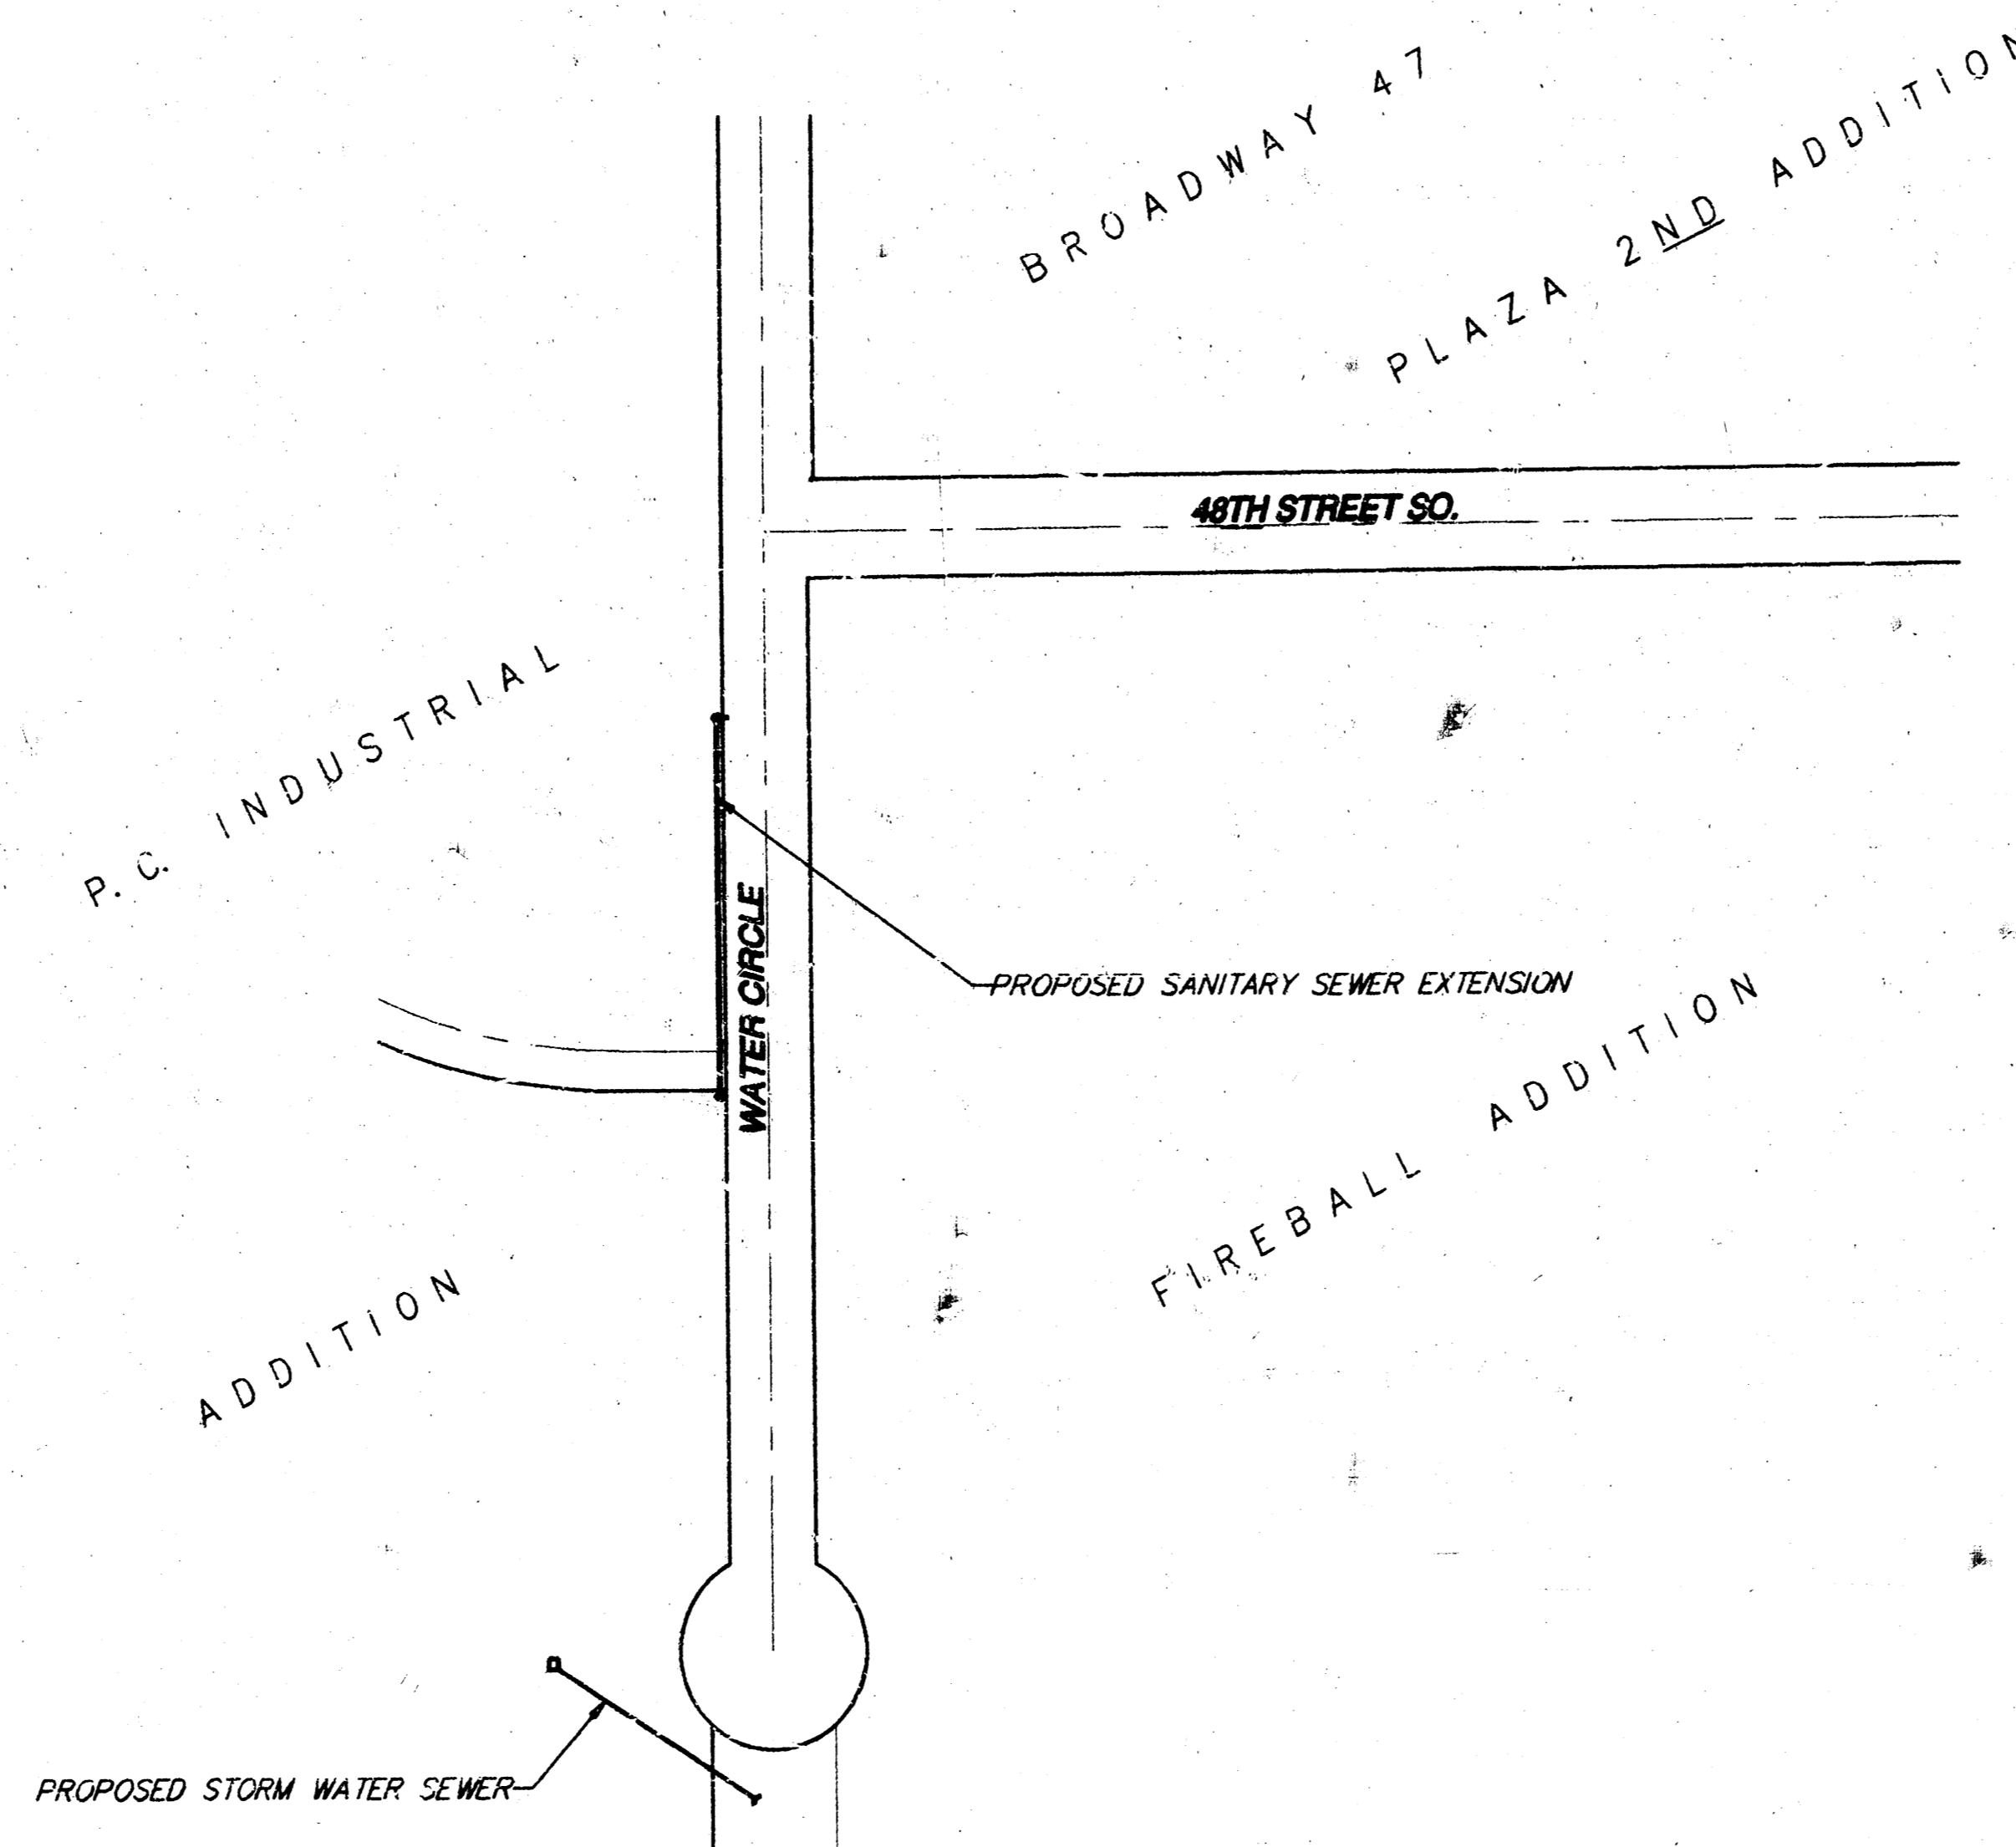 BROADWAY 47
PLAZA 2ND ADDITION
48TH STREET SO.
P.C. INDUSTRIAL
ADDITION
WATER CIRCLE
PROPOSED SANITARY SEWER EXTENSION
FIREBALL ADDITION
PROPOSED STORM WATER SEWER